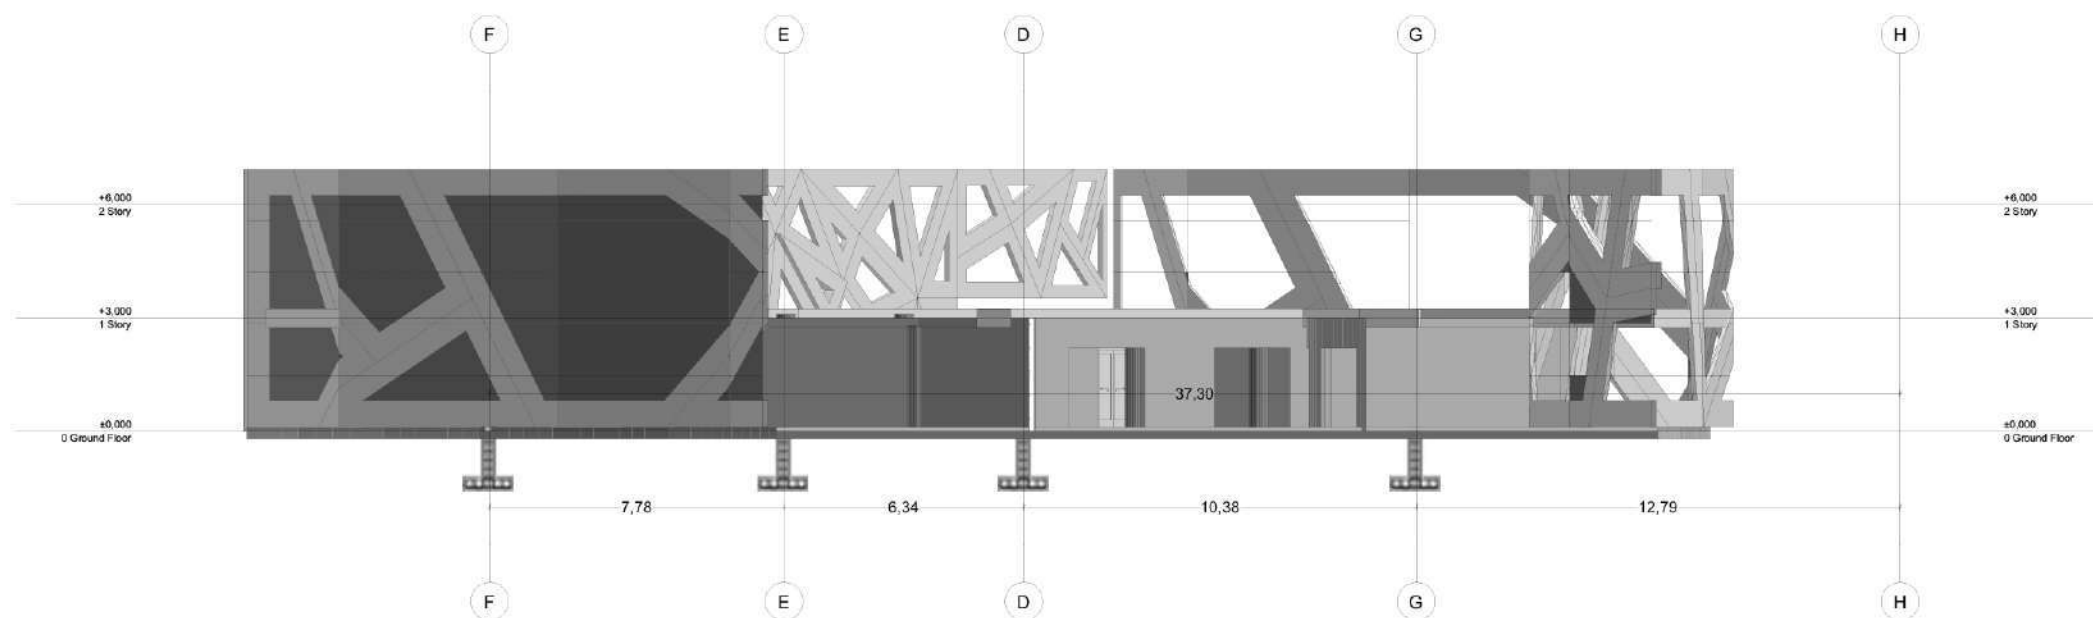 F E D G H
+6,000
2 Story
+6,000
2 Story
+3,000
1 Story
+3,000
1 Story
37,30
±0,000
0 Ground Floor
±0,000
0 Ground Floor
7,78 6,34 10,38 12,79
F E D G H